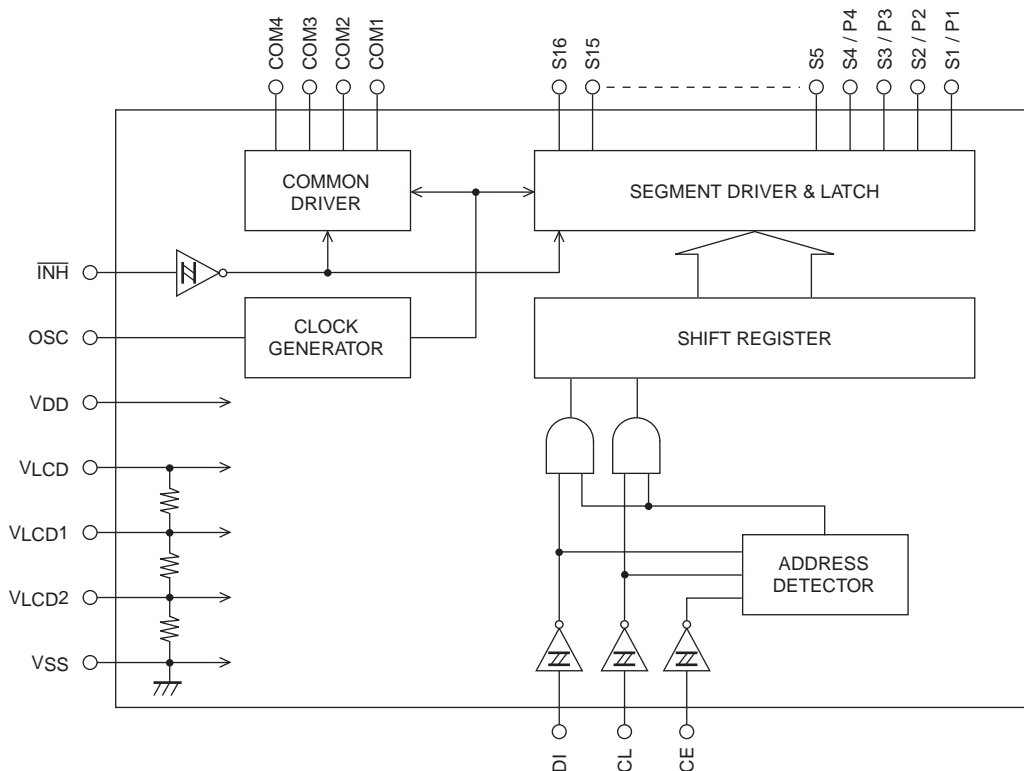 COM4
COM3
COM2
COM1
S16
S15
S5
S4 / P4
S3 / P3
S2 / P2
S1 / P1
COMMON
DRIVER
SEGMENT DRIVER & LATCH
INH
OSC
CLOCK
GENERATOR
SHIFT REGISTER
VDD
VLCD
VLCD1
VLCD2
VSS
ADDRESS
DETECTOR
DI
CL
CE